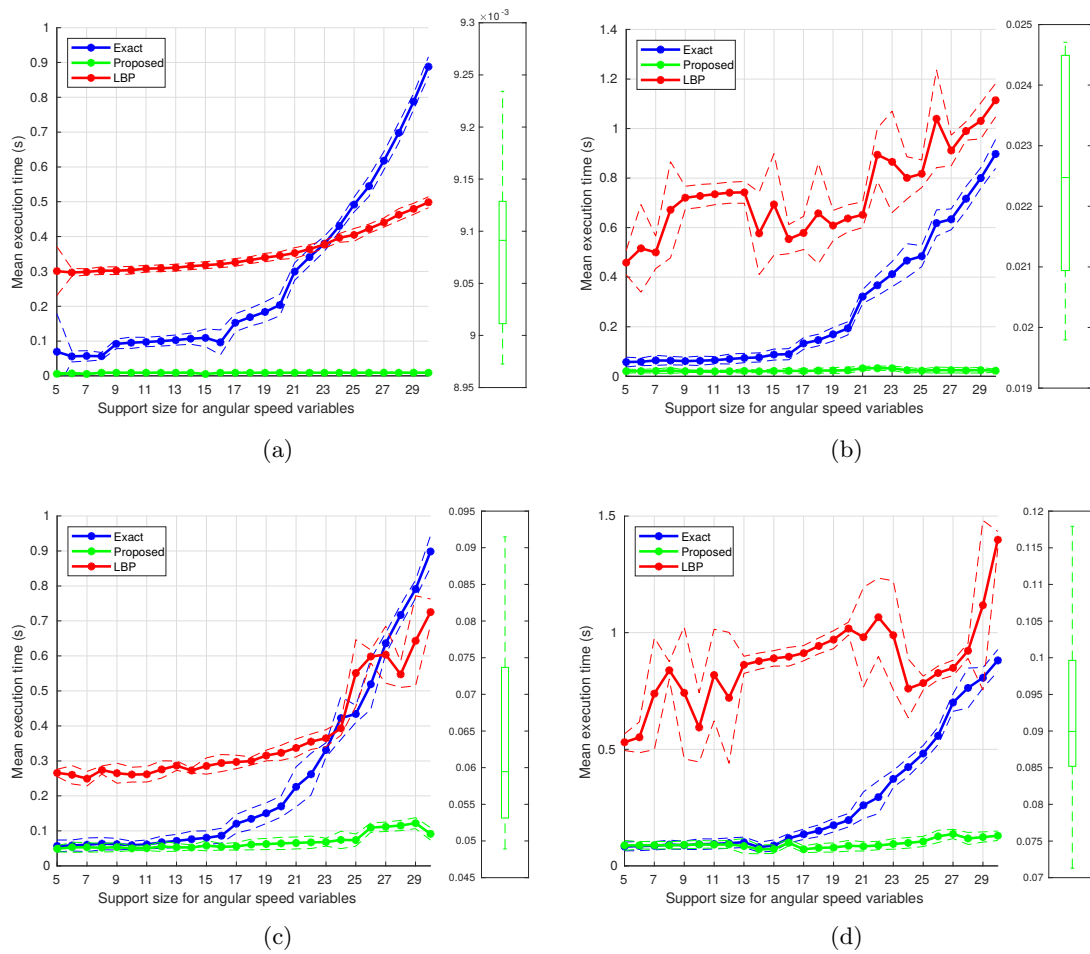 Exact
Proposed
LBP
Mean execution time (s)
1
0.9
0.8
0.7
0.6
0.5
0.4
0.3
0.2
0.1
0
5 7 9 11 13 15 17 19 21 23 25 27 29
Support size for angular speed variables
9.3 ×10⁻³
9.25
9.2
9.15
9.1
9.05
9
8.95
(a)
Exact
Proposed
LBP
Mean execution time (s)
1.4
1.2
1
0.8
0.6
0.4
0.2
0
5 7 9 11 13 15 17 19 21 23 25 27 29
Support size for angular speed variables
0.025
0.024
0.023
0.022
0.021
0.02
0.019
(b)
Exact
Proposed
LBP
Mean execution time (s)
1
0.9
0.8
0.7
0.6
0.5
0.4
0.3
0.2
0.1
0
5 7 9 11 13 15 17 19 21 23 25 27 29
Support size for angular speed variables
0.095
0.09
0.085
0.08
0.075
0.07
0.065
0.06
0.055
0.05
0.045
(c)
Exact
Proposed
LBP
Mean execution time (s)
1.5
1
0.5
0
5 7 9 11 13 15 17 19 21 23 25 27 29
Support size for angular speed variables
0.12
0.115
0.11
0.105
0.1
0.095
0.09
0.085
0.08
0.075
0.07
(d)